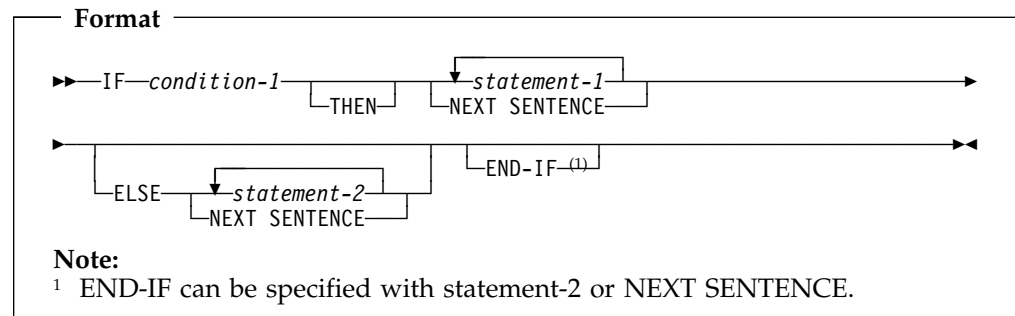 Format
IF condition-1 statement-1
THEN NEXT SENTENCE
END-IF (1)
ELSE statement-2
NEXT SENTENCE
Note:
1 END-IF can be specified with statement-2 or NEXT SENTENCE.